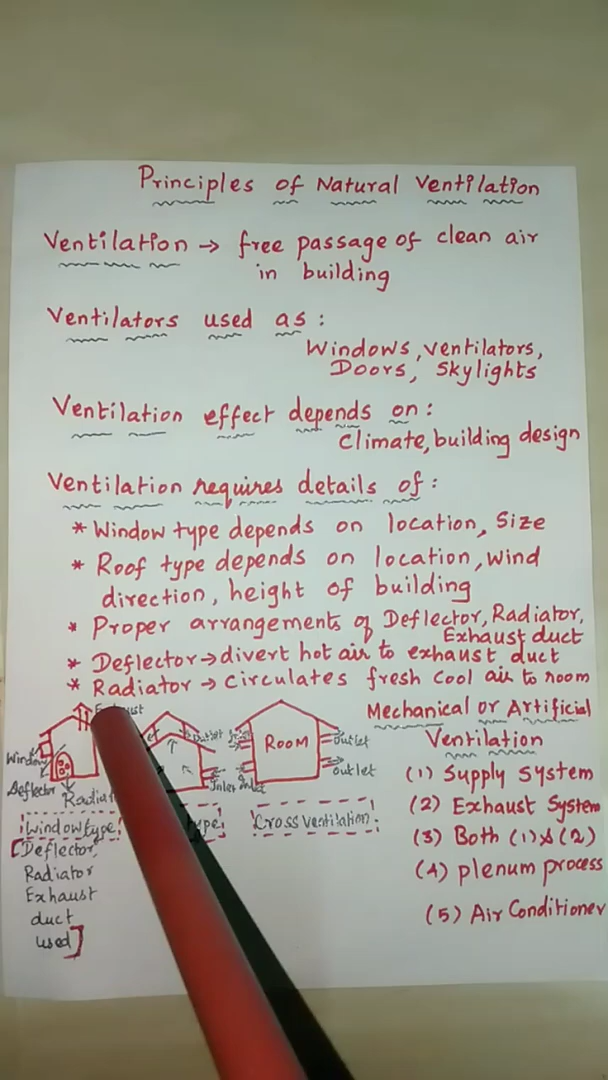 Principles of Natural Ventilation
Ventilation → free passage of clean air
in building
Ventilators used as :
Windows, ventilators,
Doors, Skylights
Ventilation effect depends on :
Climate, building design
Ventilation requires details of :
* Window type depends on location, Size
* Roof type depends on location, wind
direction, height of building
* Proper arrangements of Deflector, Radiator,
Exhaust duct
* Deflector → divert hot air to exhaust duct
* Radiator → circulates fresh cool air to room
Window
Deflector
Outlet
Inlet
ROOM
Inlet
Outlet
Outlet
Window type
type
Cross ventilation
[Deflector,
Radiator
Exhaust
duct
used]
Mechanical or Artificial
Ventilation
(1) Supply system
(2) Exhaust System
(3) Both (1) & (2)
(4) plenum process
(5) Air Conditioner